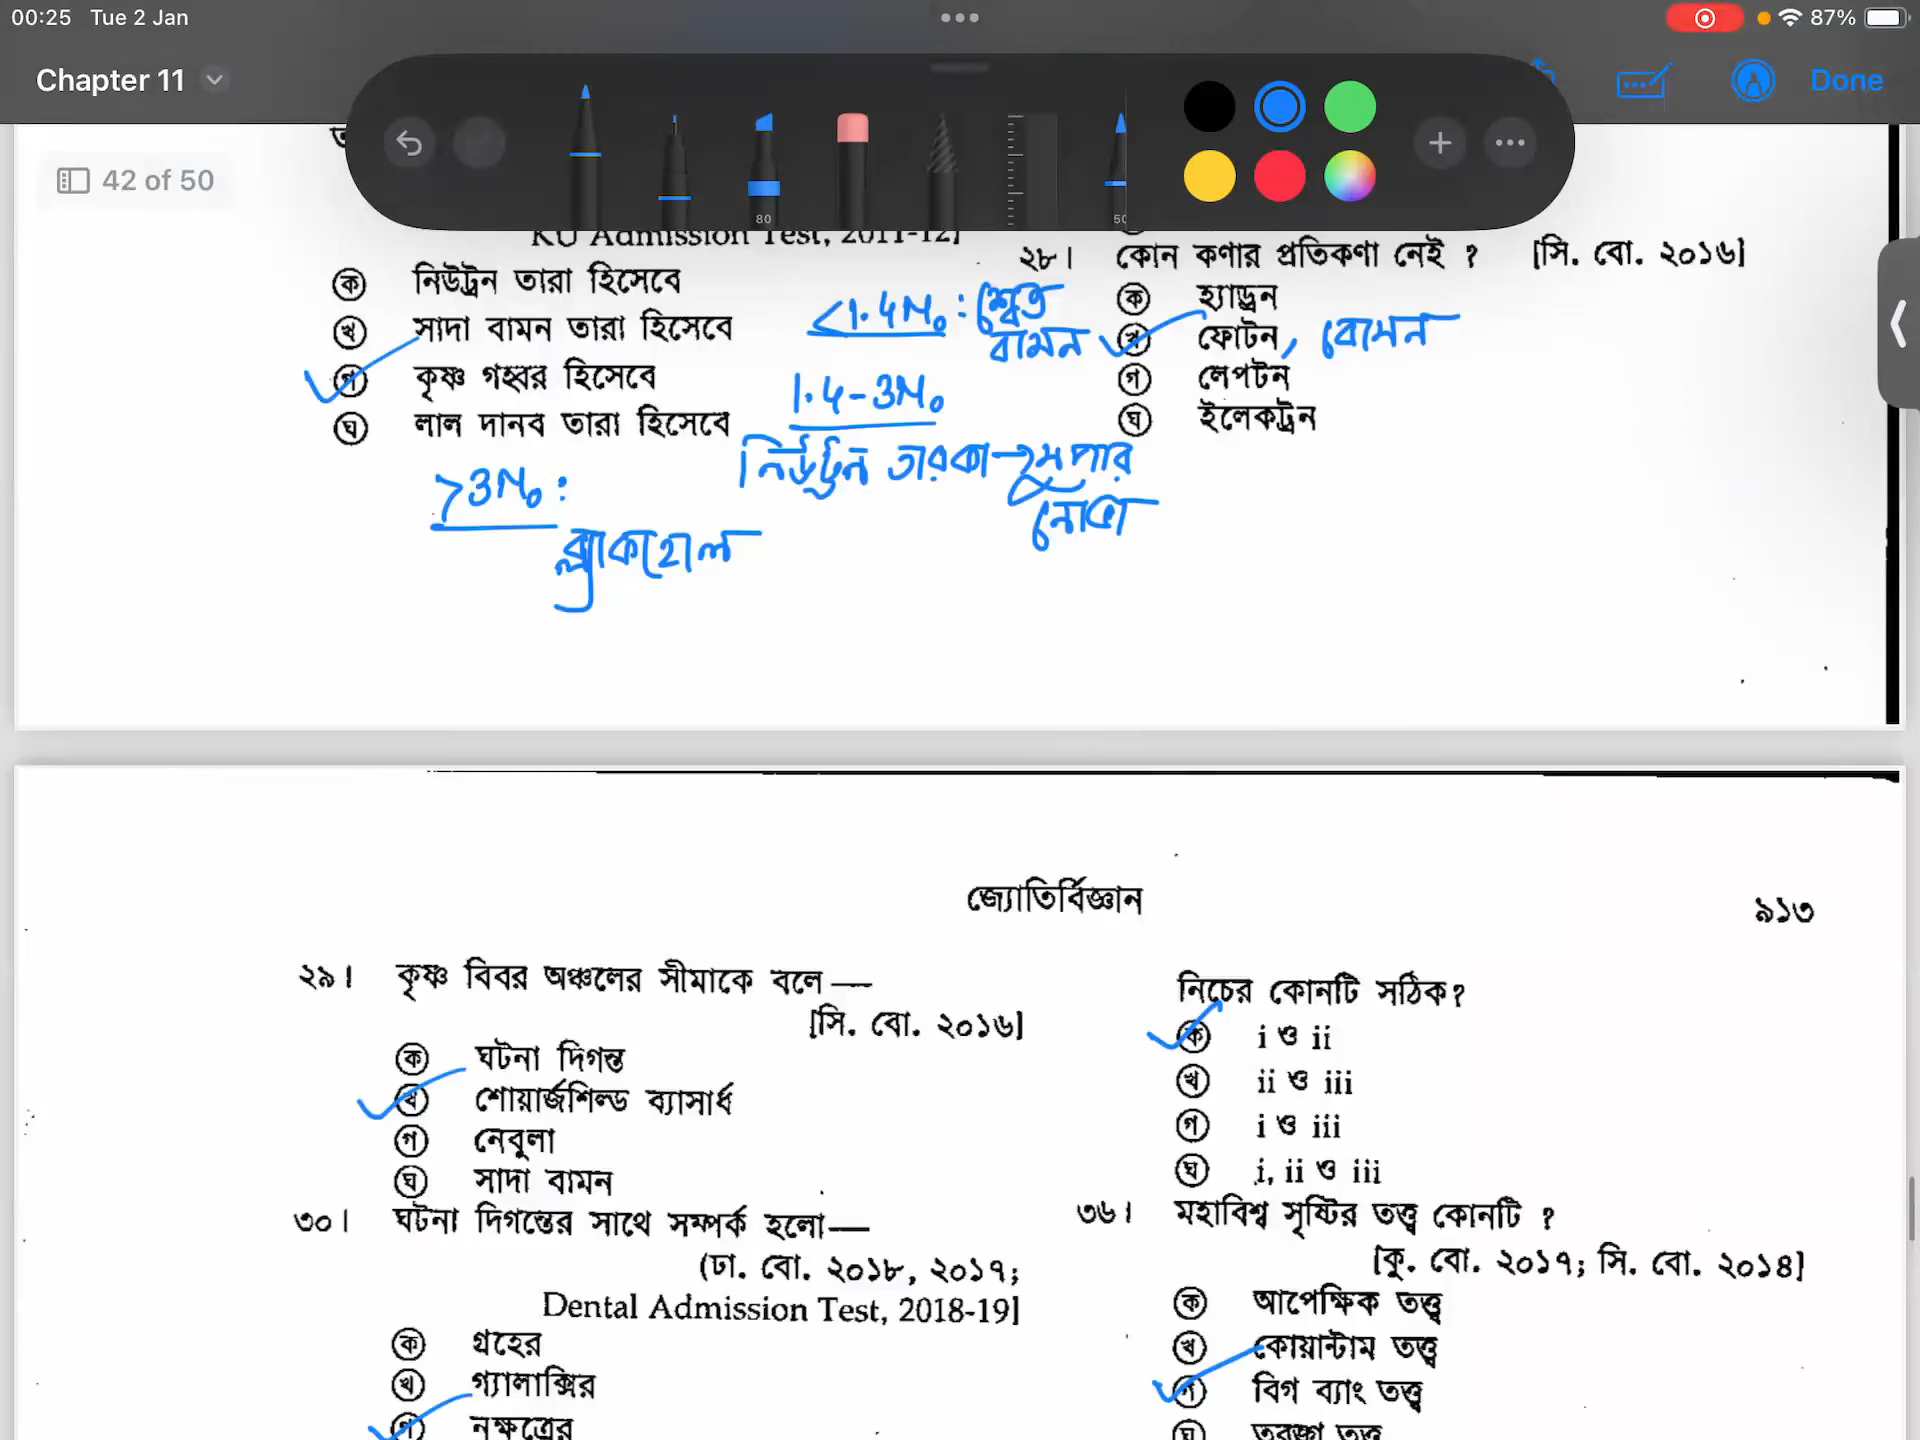 00:25 Tue 2 Jan
87%
Chapter 11
Done
42 of 50
80
50
KU Admission Test, 2011-12]
ক নিউট্রন তারা হিসেবে
খ সাদা বামন তারা হিসেবে
গ কৃষ্ণ গহ্বর হিসেবে
ঘ লাল দানব তারা হিসেবে
>3M₀:
ব্ল্যাকহোল
<1.4M₀: শ্বেত
বামন
1.4-3M₀
নিউট্রন তারকা→সুপার
নোভা
২৮। কোন কণার প্রতিকণা নেই ? [সি. বো. ২০১৬]
ক হ্যাড্রন
খ ফোটন, বোসন
গ লেপটন
ঘ ইলেকট্রন
জ্যোতির্বিজ্ঞান
৯১৩
২৯। কৃষ্ণ বিবর অঞ্চলের সীমাকে বলে—
[সি. বো. ২০১৬]
ক ঘটনা দিগন্ত
খ শোয়ার্জশিল্ড ব্যাসার্ধ
গ নেবুলা
ঘ সাদা বামন
৩০। ঘটনা দিগন্তের সাথে সম্পর্ক হলো—
(ঢা. বো. ২০১৮, ২০১৭;
Dental Admission Test, 2018-19]
ক গ্রহের
খ গ্যালাক্সির
গ নক্ষত্রের
নিচের কোনটি সঠিক?
ক i ও ii
খ ii ও iii
গ i ও iii
ঘ i, ii ও iii
৩৬। মহাবিশ্ব সৃষ্টির তত্ত্ব কোনটি ?
[কু. বো. ২০১৭; সি. বো. ২০১৪]
ক আপেক্ষিক তত্ত্ব
খ কোয়ান্টাম তত্ত্ব
গ বিগ ব্যাং তত্ত্ব
ঘ তরঙ্গ তত্ত্ব